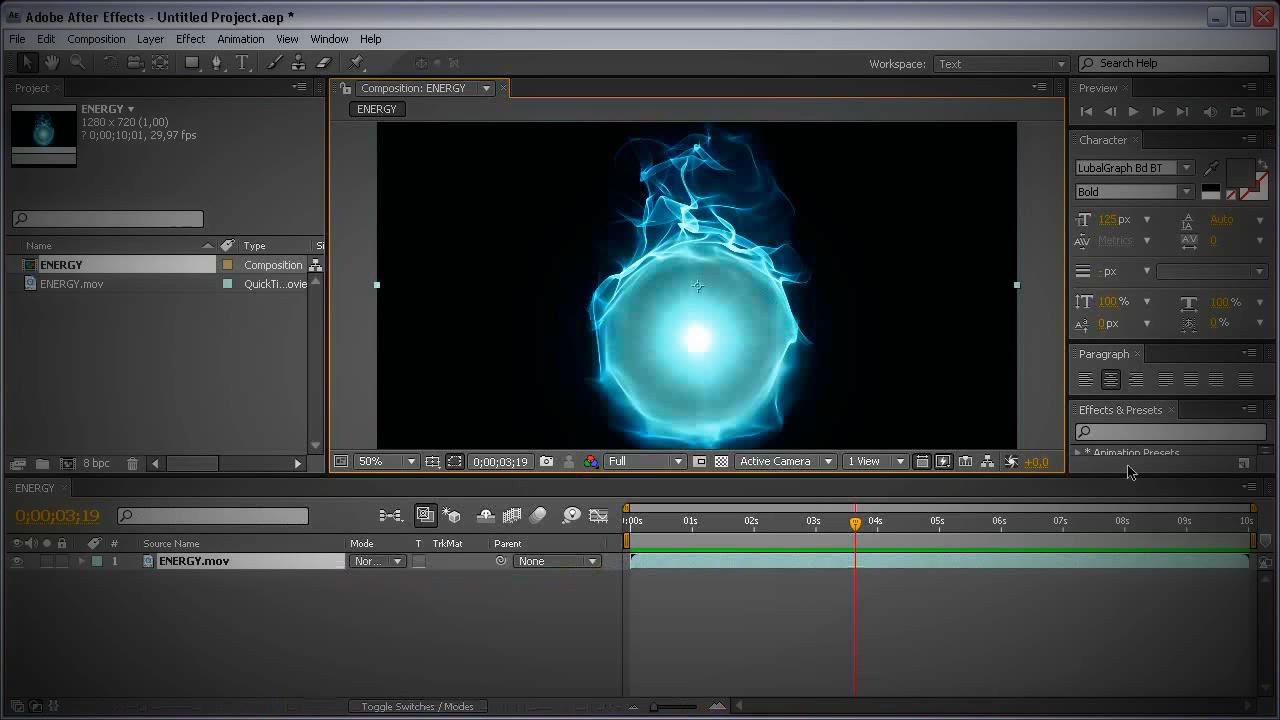 Adobe After Effects - Untitled Project.aep *
File Edit Composition Layer Effect Animation View Window Help
Workspace: Text Search Help
Project
ENERGY
1280 x 720 (1,00)
? 0;00;10;01, 29,97 fps
Name Type Si
ENERGY Composition
ENERGY.mov QuickTi...ovie
8 bpc
Composition: ENERGY
ENERGY
50% 0;00;03;19 Full Active Camera 1 View +0,0
Preview
Character
LubalGraph Bd BT
Bold
125 px Auto
Metrics 0
- px
100 % 100 %
0 px 0 %
Paragraph
Effects & Presets
* Animation Presets
ENERGY
0;00;03;19
# Source Name Mode T TrkMat Parent
1 ENERGY.mov Nor... None
Toggle Switches / Modes
):00s 01s 02s 03s 04s 05s 06s 07s 08s 09s 10s